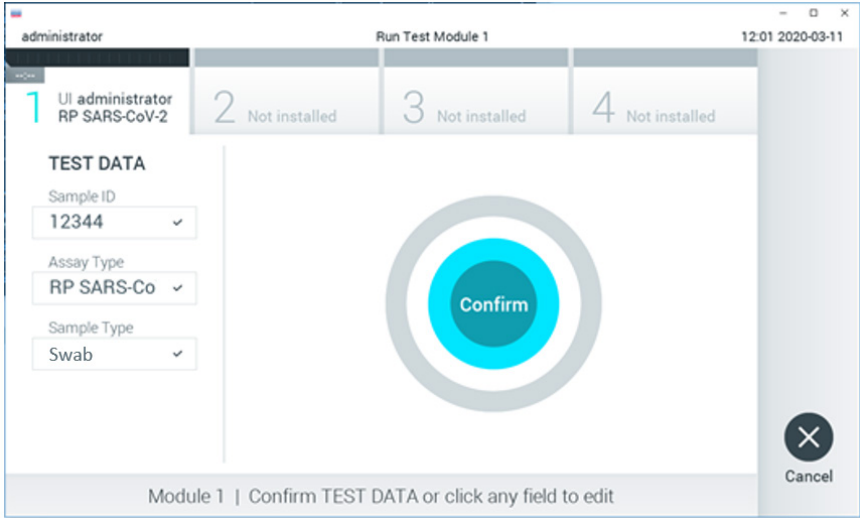 administrator
Run Test Module 1
12:01 2020-03-11
--:--
1
UI administrator
RP SARS-CoV-2
2 Not installed
3 Not installed
4 Not installed
TEST DATA
Sample ID
12344
Assay Type
RP SARS-Co
Sample Type
Swab
Confirm
Cancel
Module 1 | Confirm TEST DATA or click any field to edit